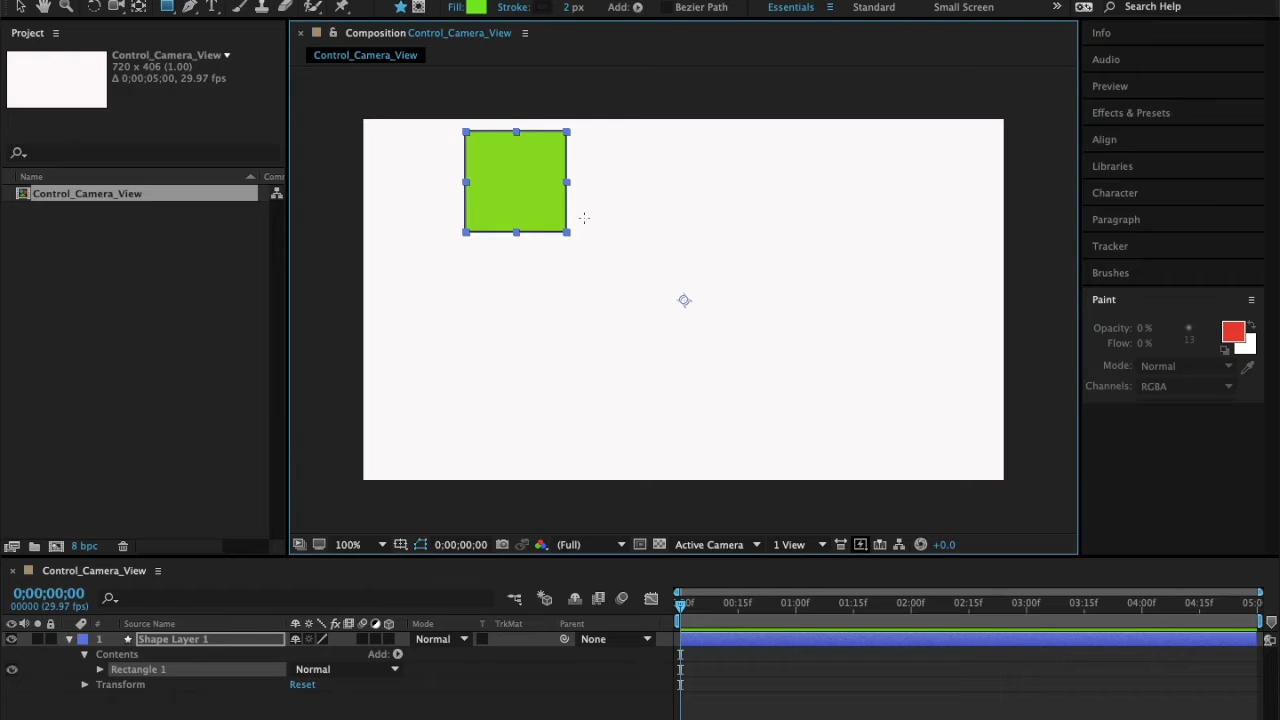 Fill: Stroke: 2 px Add: Bezier Path Essentials Standard Small Screen Search Help
Project
Control_Camera_View
720 x 406 (1.00)
Δ 0;00;05;00, 29.97 fps
Name Comm
Control_Camera_View
8 bpc
Composition Control_Camera_View
Control_Camera_View
100% 0;00;00;00 (Full) Active Camera 1 View +0.0
Info
Audio
Preview
Effects & Presets
Align
Libraries
Character
Paragraph
Tracker
Brushes
Paint
Opacity: 0 %
Flow: 0 % 13
Mode: Normal
Channels: RGBA
Control_Camera_View
0;00;00;00
00000 (29.97 fps)
:00f 00:15f 01:00f 01:15f 02:00f 02:15f 03:00f 03:15f 04:00f 04:15f 05:0
# Source Name Mode T TrkMat Parent
1 Shape Layer 1 Normal None
Contents Add:
Rectangle 1 Normal
Transform Reset